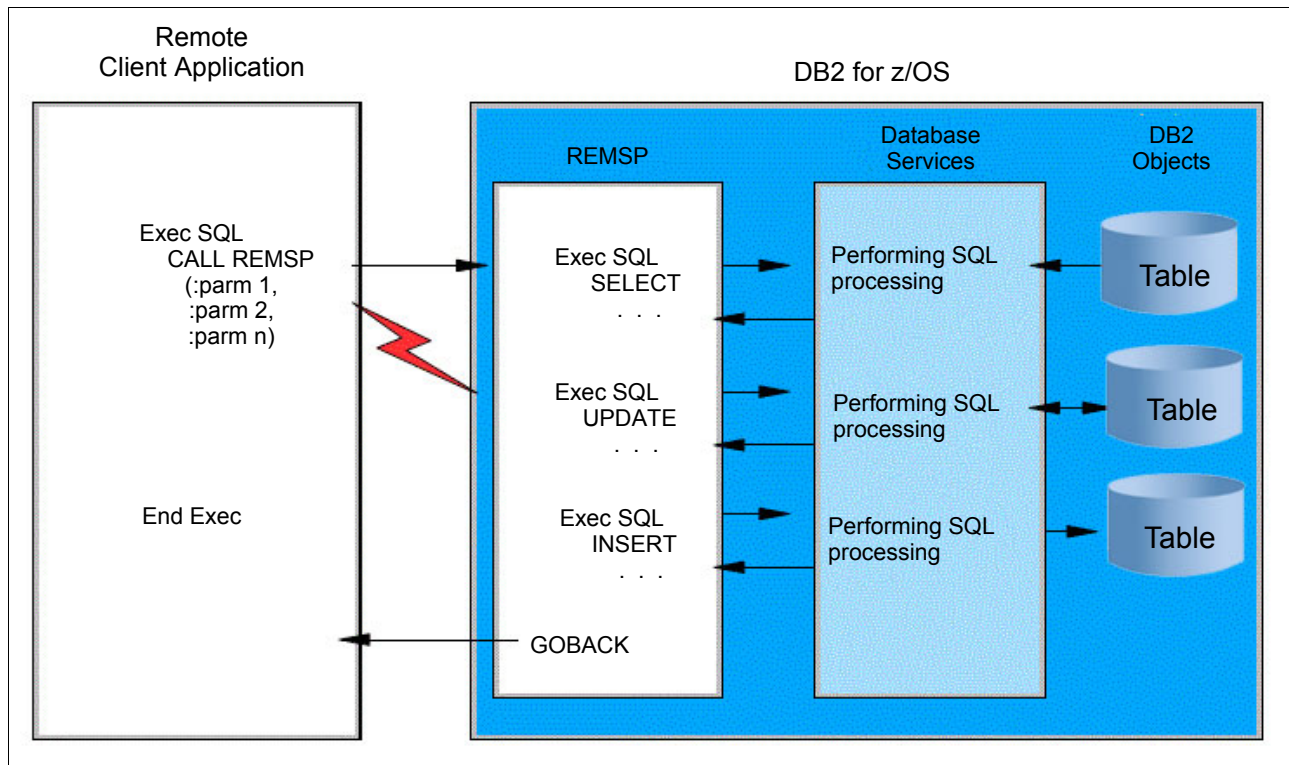 Remote
Client Application
DB2 for z/OS
REMSP
Database
Services
DB2
Objects
Exec SQL
CALL REMSP
(:parm 1,
:parm 2,
:parm n)
End Exec
Exec SQL
SELECT
. . .
Exec SQL
UPDATE
. . .
Exec SQL
INSERT
. . .
GOBACK
Performing SQL
processing
Performing SQL
processing
Performing SQL
processing
Table
Table
Table